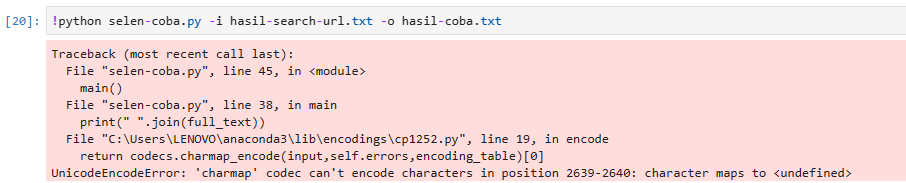 [20]: !python selen-coba.py -i hasil-search-url.txt -o hasil-coba.txt
Traceback (most recent call last):
  File "selen-coba.py", line 45, in <module>
    main()
  File "selen-coba.py", line 38, in main
    print(" ".join(full_text))
  File "C:\Users\LENOVO\anaconda3\lib\encodings\cp1252.py", line 19, in encode
    return codecs.charmap_encode(input,self.errors,encoding_table)[0]
UnicodeEncodeError: 'charmap' codec can't encode characters in position 2639-2640: character maps to <undefined>